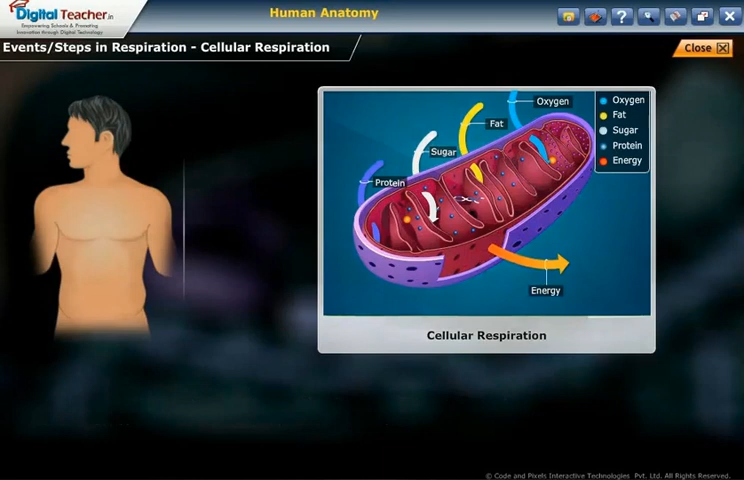 Digital Teacher.in
Empowering Schools & Promoting
Innovation through Digital Technology
Human Anatomy
?
Events/Steps in Respiration - Cellular Respiration
Close
Oxygen
Fat
Sugar
Protein
Oxygen
Fat
Sugar
Protein
Energy
Energy
Cellular Respiration
© Code and Pixels Interactive Technologies Pvt. Ltd. All Rights Reserved.